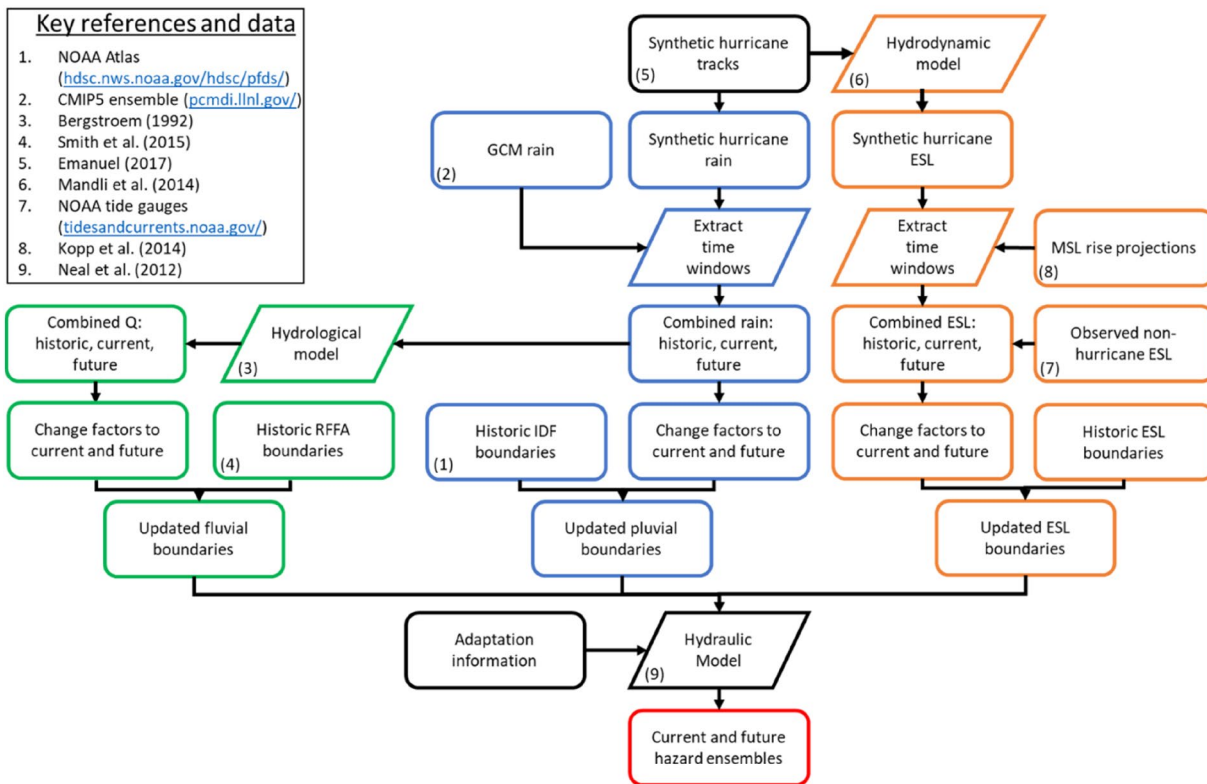 Key references and data
1. NOAA Atlas
(hdsc.nws.noaa.gov/hdsc/pfds/)
2. CMIP5 ensemble (pcmdi.llnl.gov/)
3. Bergstroem (1992)
4. Smith et al. (2015)
5. Emanuel (2017)
6. Mandli et al. (2014)
7. NOAA tide gauges
(tidesandcurrents.noaa.gov/)
8. Kopp et al. (2014)
9. Neal et al. (2012)
Synthetic hurricane
tracks
(5)
Hydrodynamic
model
(6)
GCM rain
(2)
Synthetic hurricane
rain
Synthetic hurricane
ESL
Extract
time
windows
Extract
time
windows
MSL rise projections
(8)
Combined Q:
historic, current,
future
Hydrological
model
(3)
Combined rain:
historic, current,
future
Combined ESL:
historic, current,
future
Observed non-
hurricane ESL
(7)
Change factors to
current and future
Historic RFFA
boundaries
(4)
Historic IDF
boundaries
(1)
Change factors to
current and future
Change factors to
current and future
Historic ESL
boundaries
Updated fluvial
boundaries
Updated pluvial
boundaries
Updated ESL
boundaries
Adaptation
information
Hydraulic
Model
(9)
Current and future
hazard ensembles